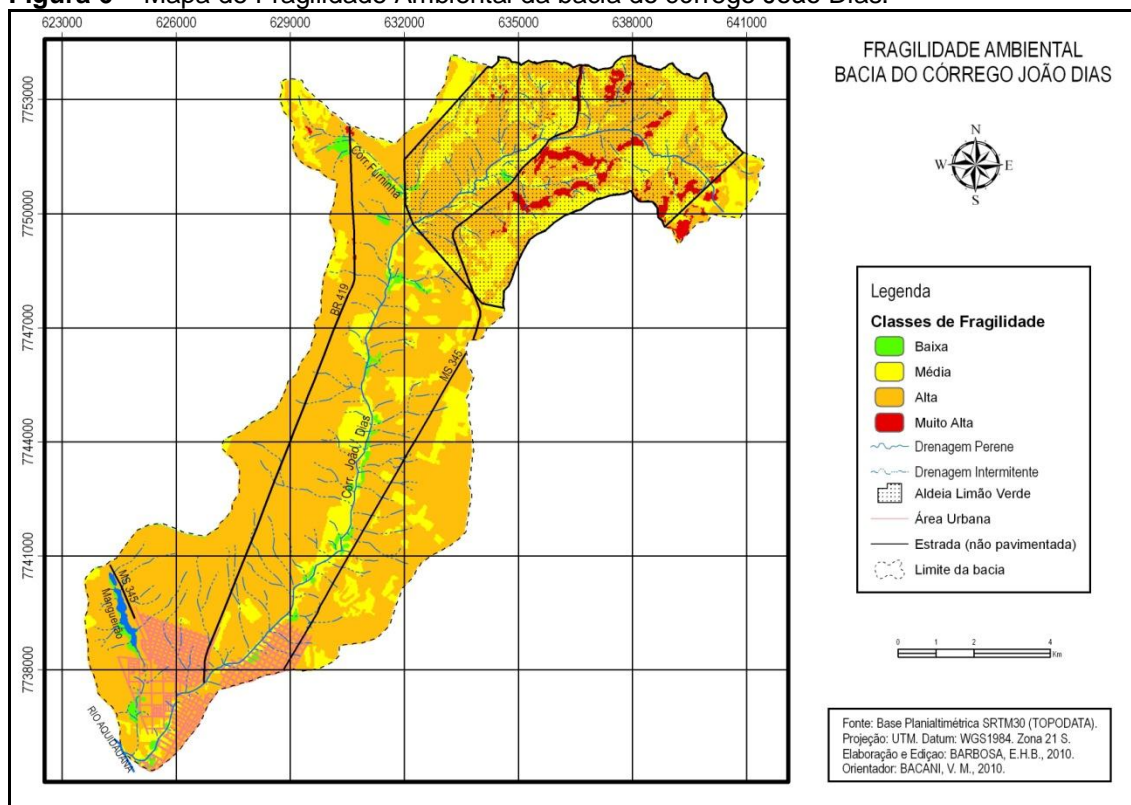 Mapa de Fragilidade Ambiental da bacia do córrego João Dias.
623000 626000 629000 632000 635000 638000 641000
FRAGILIDADE AMBIENTAL
BACIA DO CÓRREGO JOÃO DIAS
7753000
7750000
7747000
7744000
7741000
7738000
Corr. Furninha
BR 419
MS 345
Corr. João Dias
MS 345
Mangueirão
RIO AQUIDAUANA
N
W E
S
Legenda
Classes de Fragilidade
Baixa
Média
Alta
Muito Alta
Drenagem Perene
Drenagem Intermitente
Aldeia Limão Verde
Área Urbana
Estrada (não pavimentada)
Limite da bacia
0 1 2 4
Km
Fonte: Base Planialtimétrica SRTM30 (TOPODATA).
Projeção: UTM. Datum: WGS1984. Zona 21 S.
Elaboração e Ediçao: BARBOSA, E.H.B., 2010.
Orientador: BACANI, V. M., 2010.